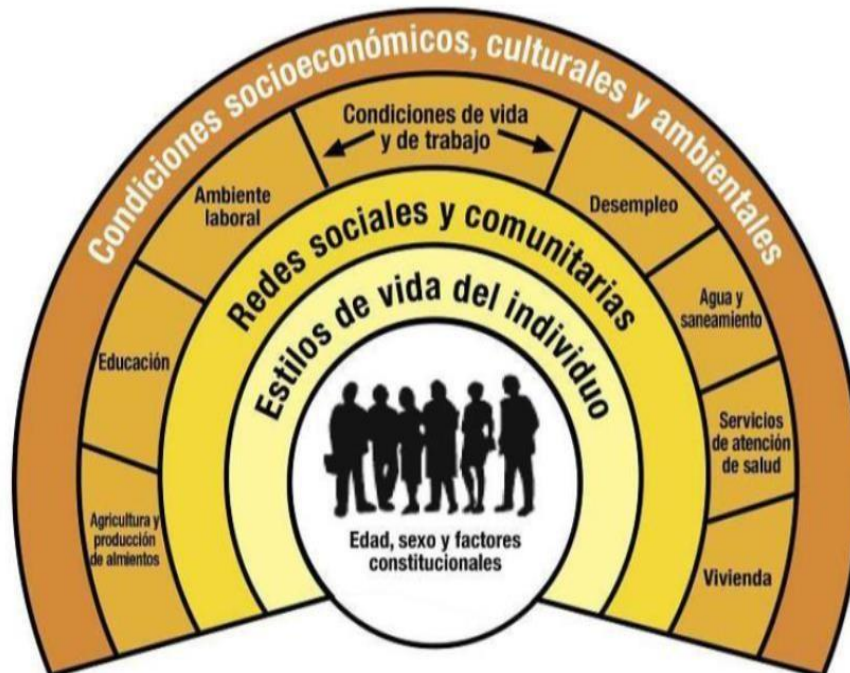 Condiciones socioeconómicos, culturales y ambientales
Condiciones de vida
y de trabajo
Ambiente
laboral
Desempleo
Educación
Agua y
saneamiento
Agricultura y
producción
de almientos
Servicios
de atención
de salud
Vivienda
Redes sociales y comunitarias
Estilos de vida del individuo
Edad, sexo y factores
constitucionales